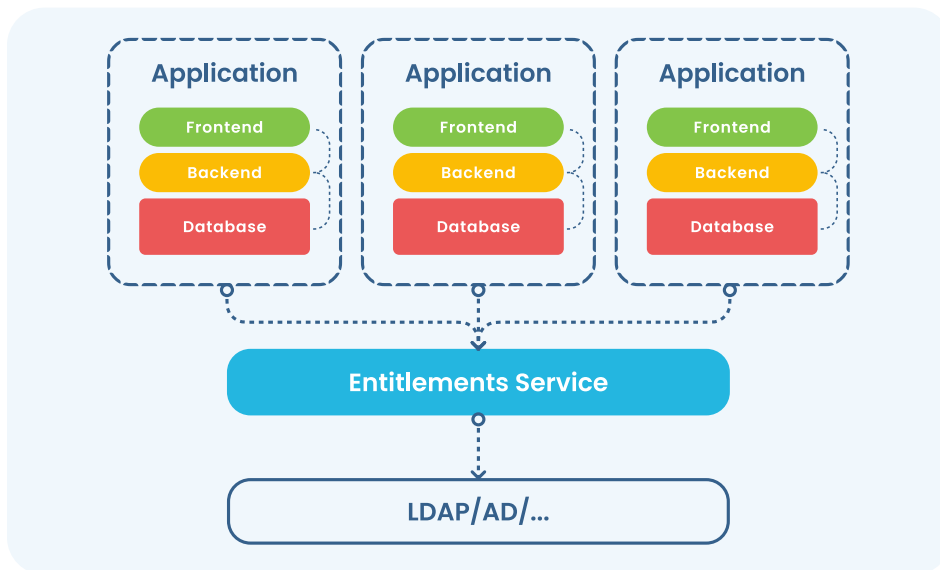 Application
Frontend
Backend
Database
Application
Frontend
Backend
Database
Application
Frontend
Backend
Database
Entitlements Service
LDAP/AD/...